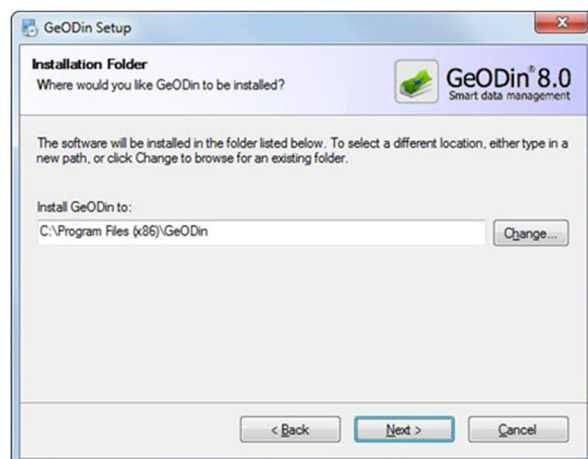 GeODin Setup
Installation Folder
Where would you like GeODin to be installed?
GeODin® 8.0
Smart data management
The software will be installed in the folder listed below. To select a different location, either type in a
new path, or click Change to browse for an existing folder.
Install GeODin to:
C:\Program Files (x86)\GeODin
Change...
< Back
Next >
Cancel